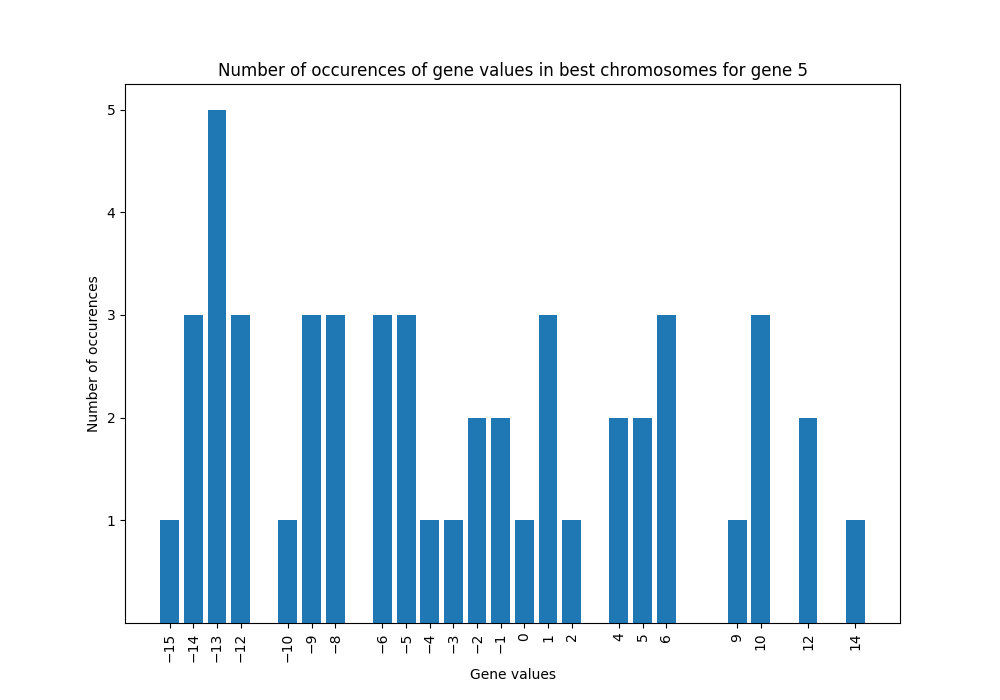 Number of occurences of gene values in best chromosomes for gene 5
Number of occurences
5
4
3
2
1
−15 −14 −13 −12 −10 −9 −8 −6 −5 −4 −3 −2 −1 0 1 2 4 5 6 9 10 12 14
Gene values